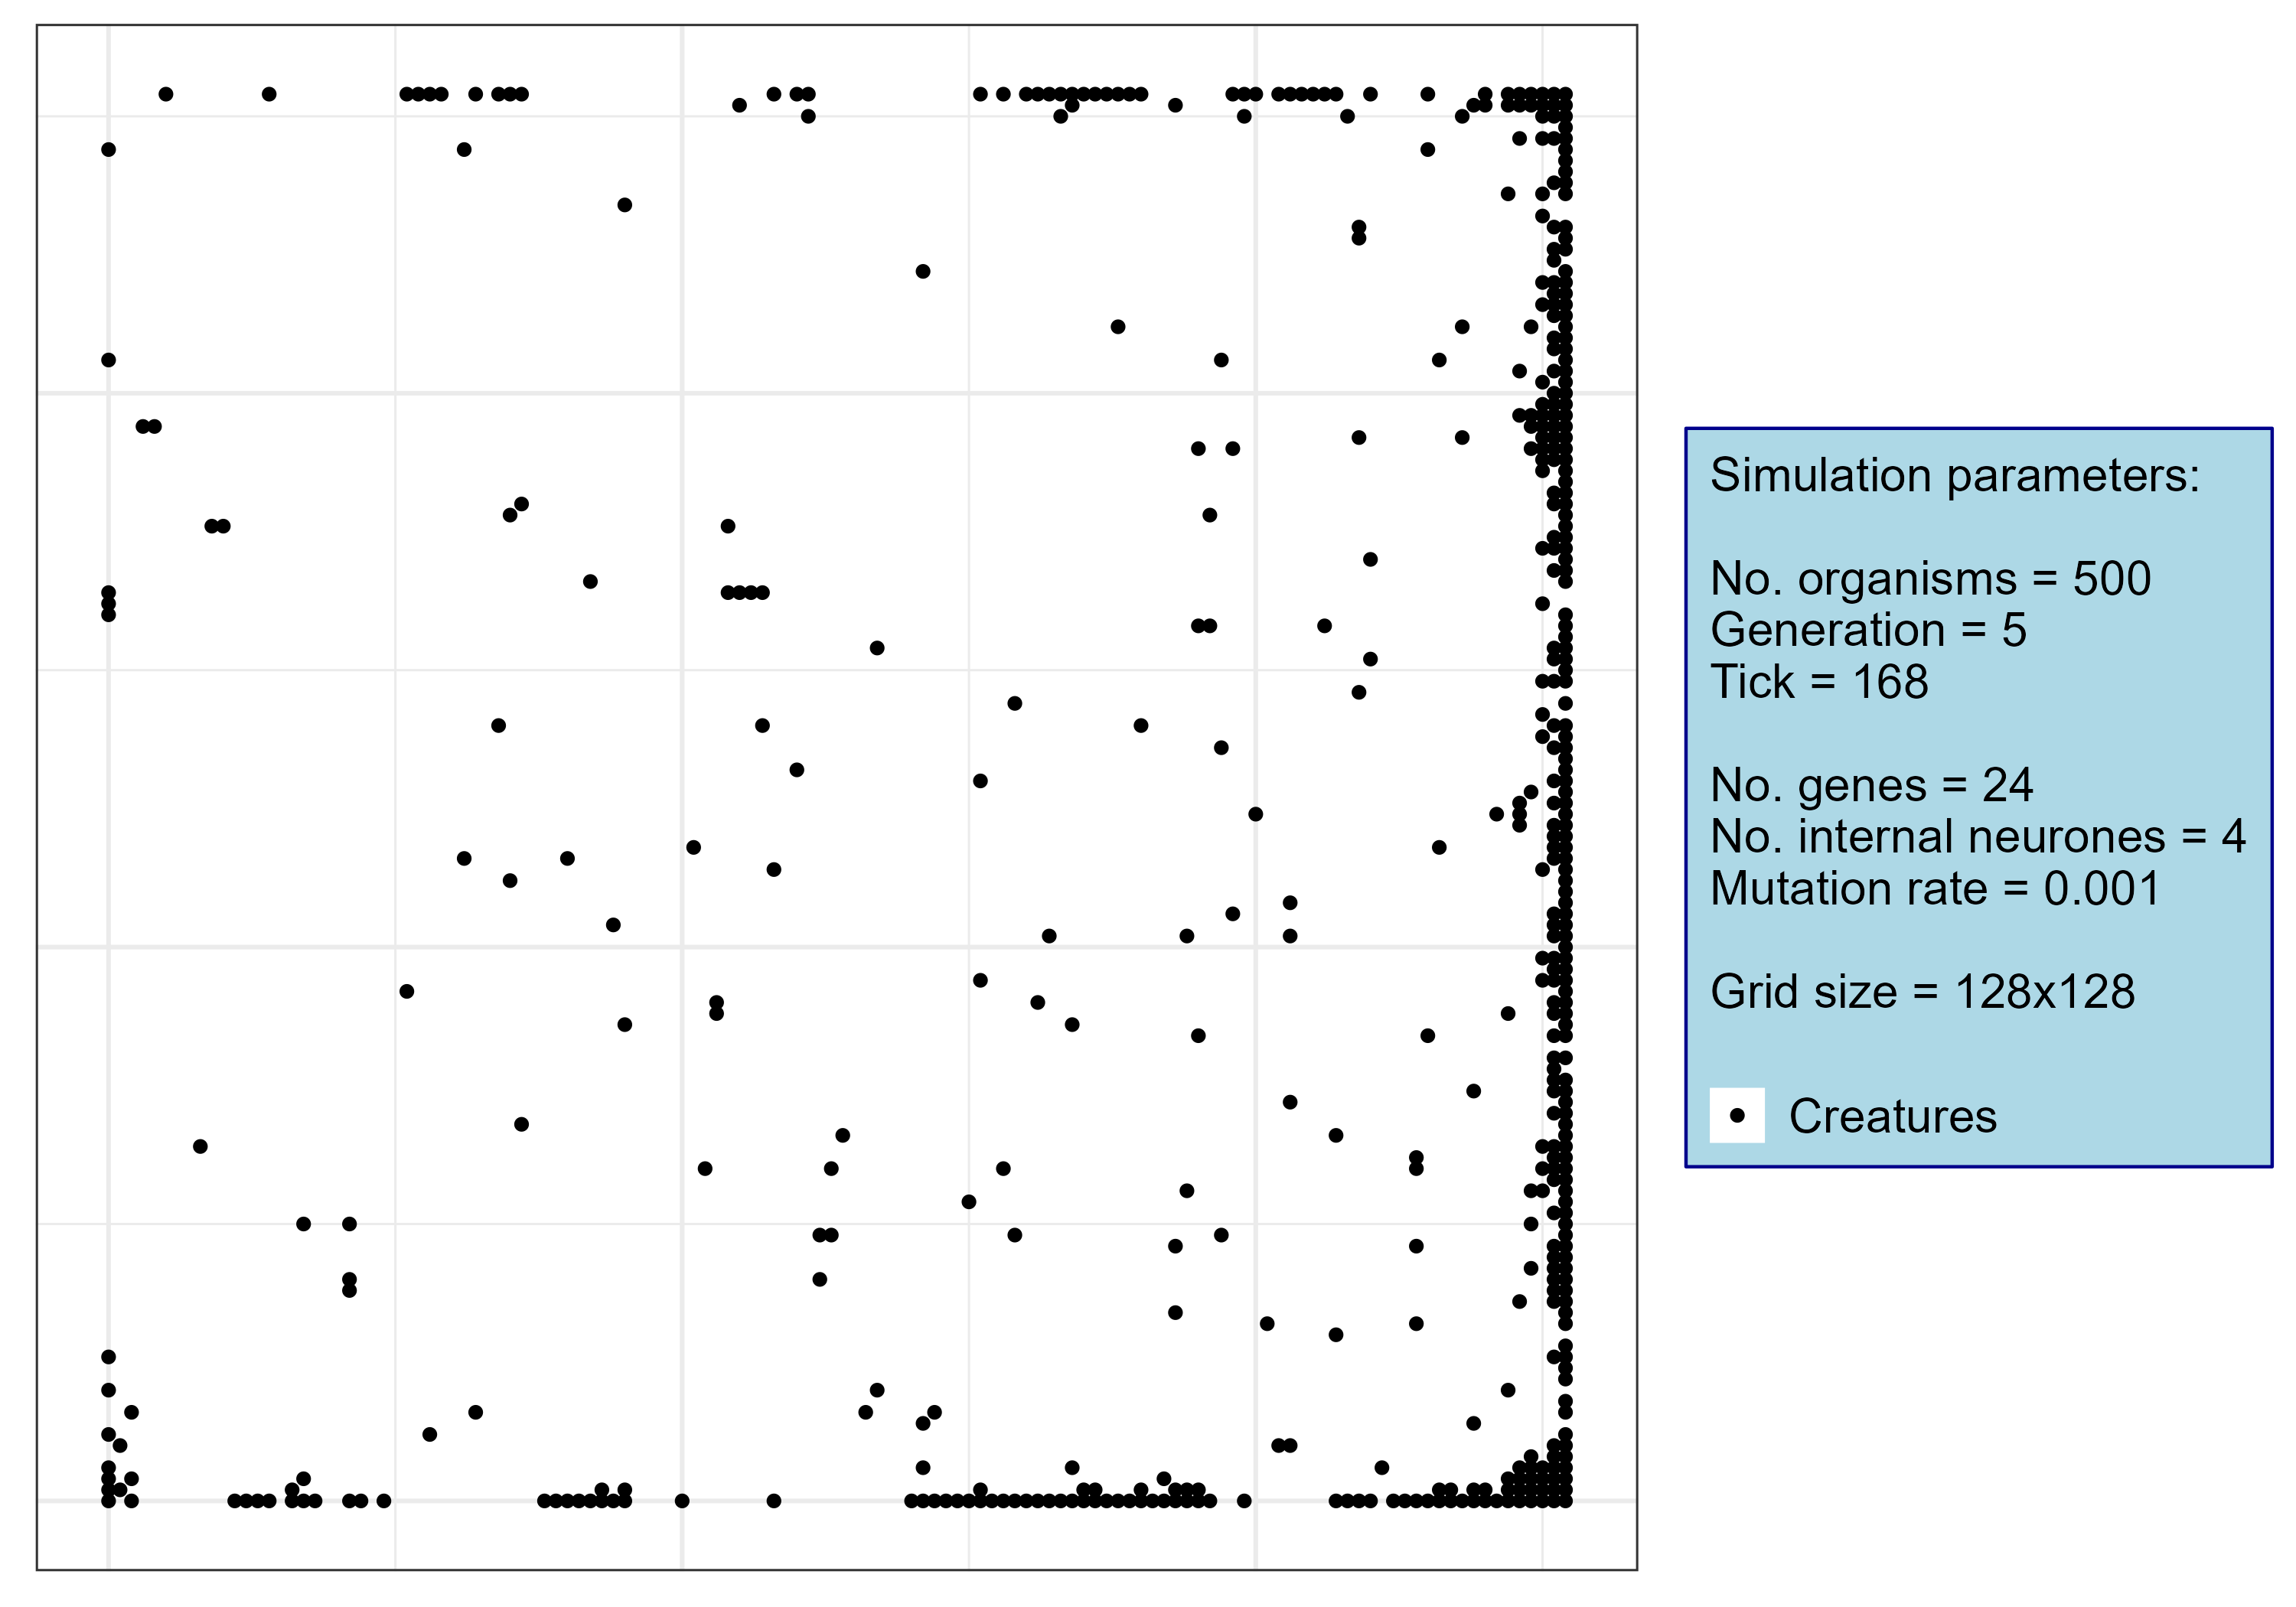 Simulation parameters:
No. organisms = 500
Generation = 5
Tick = 168
No. genes = 24
No. internal neurones = 4
Mutation rate = 0.001
Grid size = 128x128
Creatures